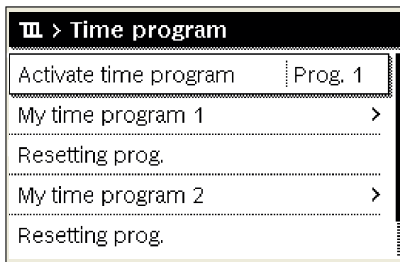 > Time program
Activate time program Prog. 1
My time program 1 >
Resetting prog.
My time program 2 >
Resetting prog.